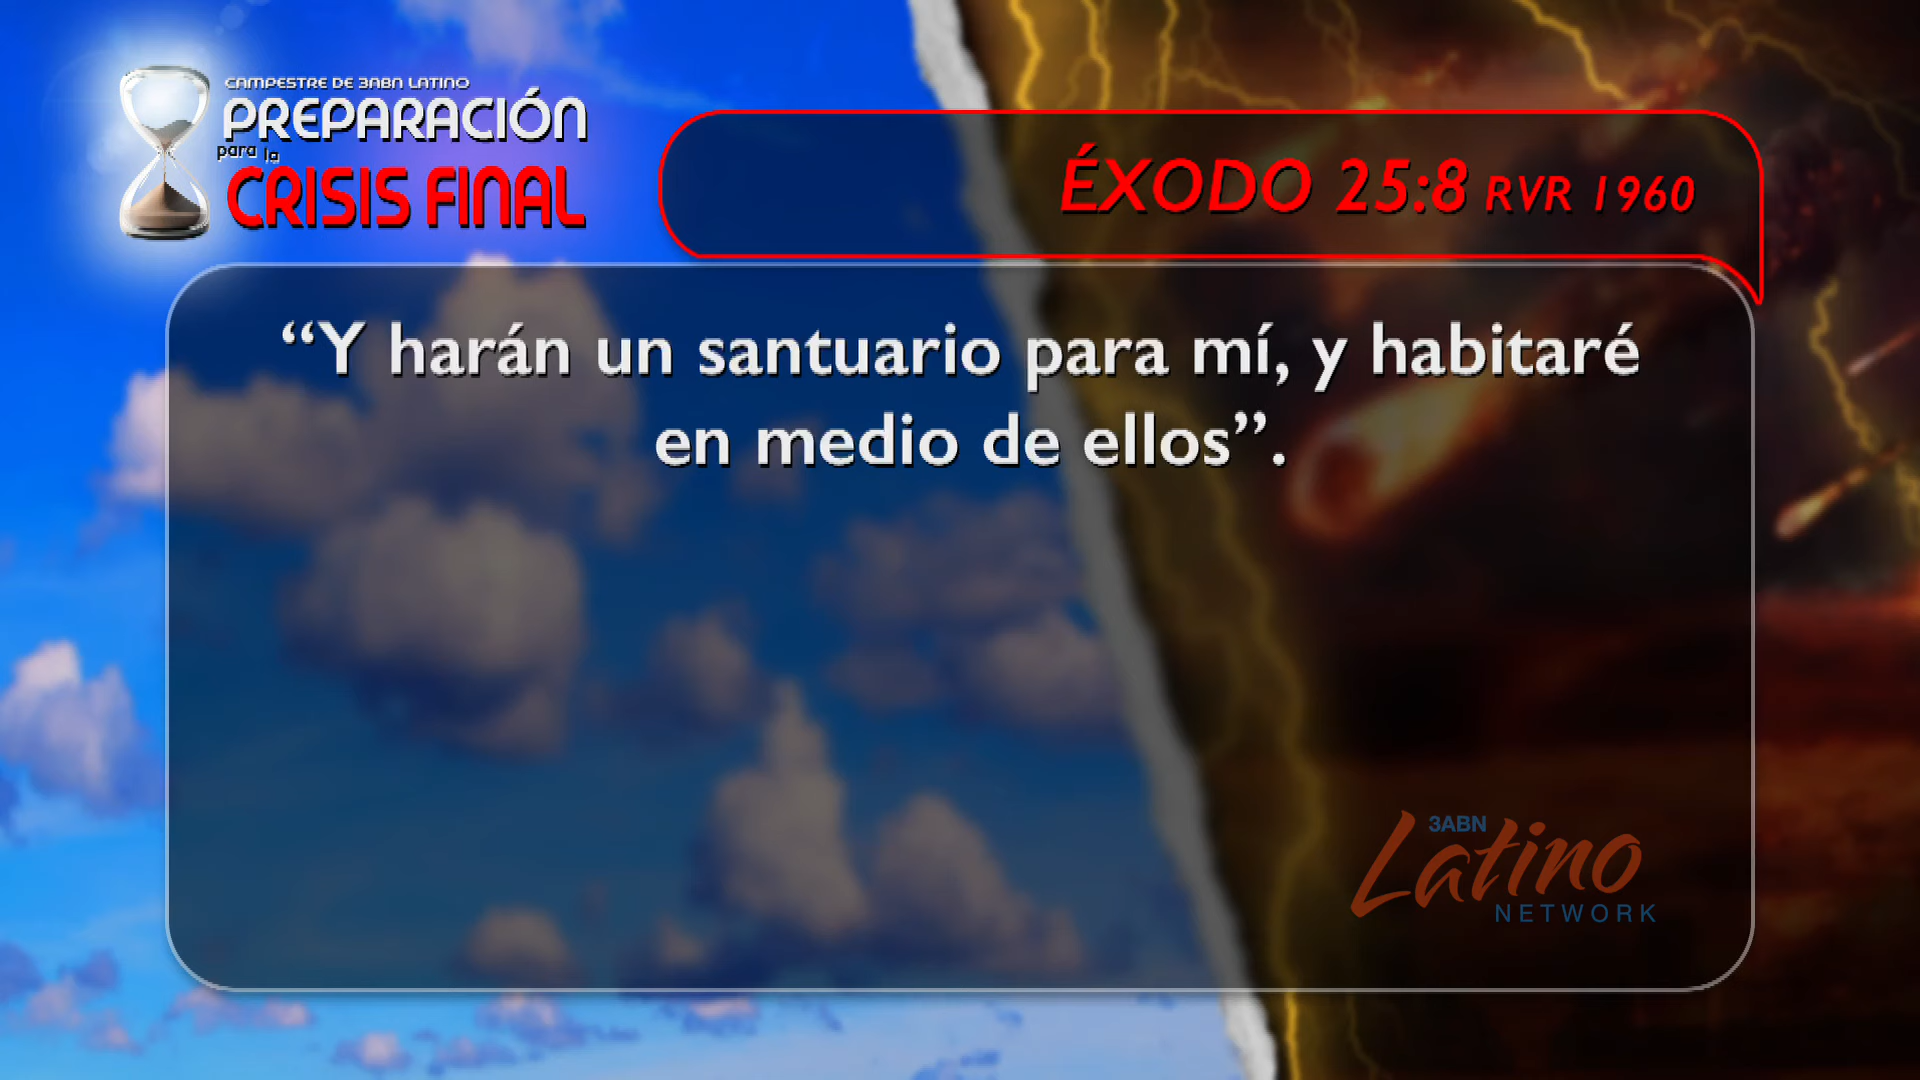 CAMPESTRE DE 3ABN LATINO
PREPARACIÓN
para la
CRISIS FINAL
ÉXODO 25:8 RVR 1960
“Y harán un santuario para mí, y habitaré
en medio de ellos”.
3ABN
Latino
NETWORK